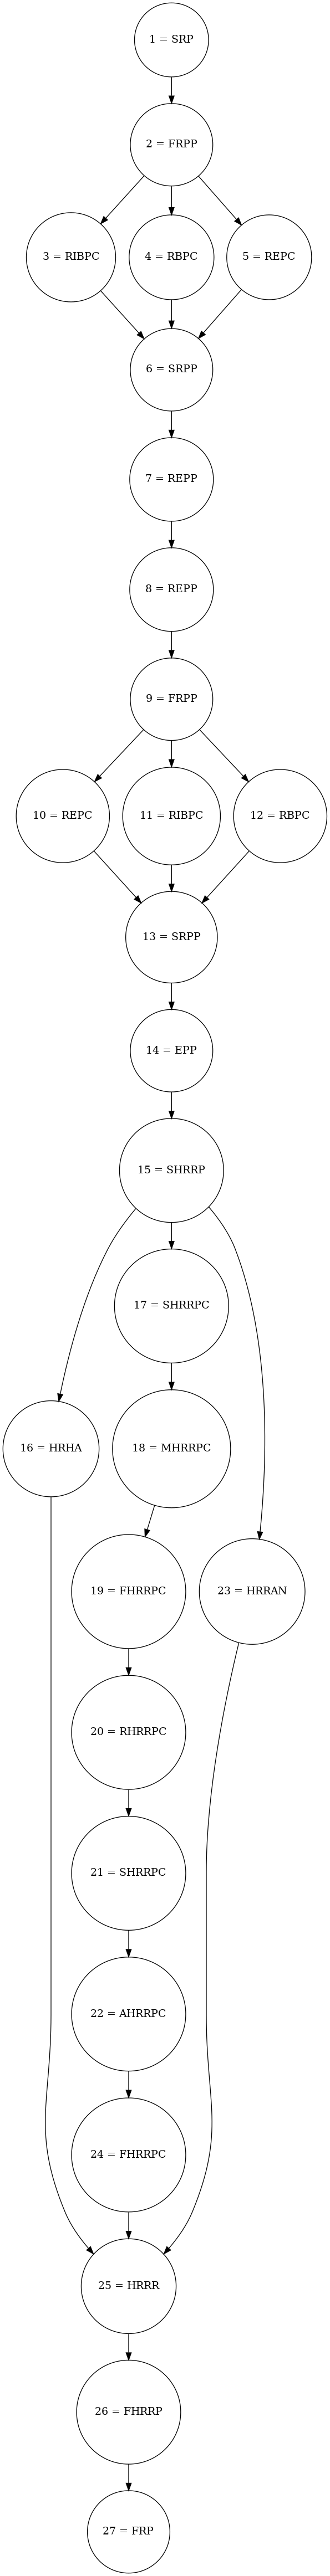 1 = SRP
2 = FRPP
3 = RIBPC
4 = RBPC
5 = REPC
6 = SRPP
7 = REPP
8 = REPP
9 = FRPP
10 = REPC
11 = RIBPC
12 = RBPC
13 = SRPP
14 = EPP
15 = SHRRP
17 = SHRRPC
16 = HRHA
18 = MHRRPC
19 = FHRRPC
23 = HRRAN
20 = RHRRPC
21 = SHRRPC
22 = AHRRPC
24 = FHRRPC
25 = HRRR
26 = FHRRP
27 = FRP